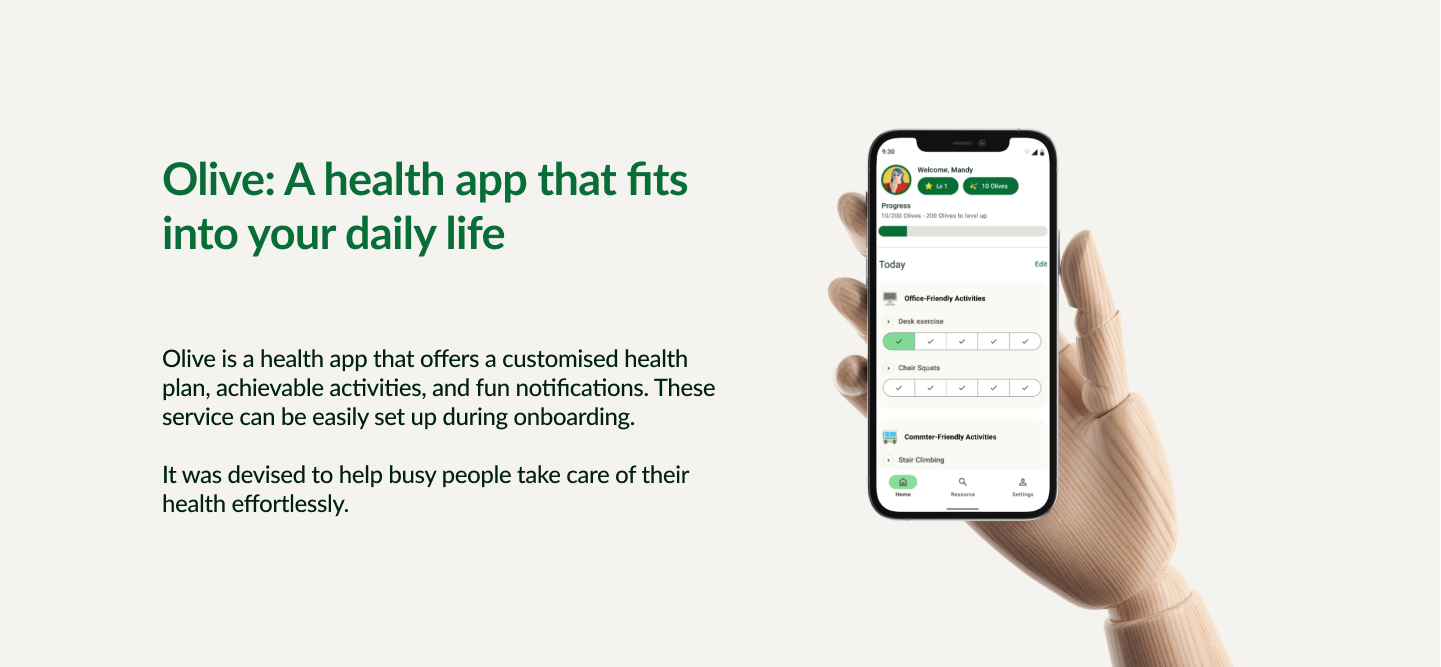 Olive: A health app that fits
into your daily life
Olive is a health app that offers a customised health
plan, achievable activities, and fun notifications. These
service can be easily set up during onboarding.
It was devised to help busy people take care of their
health effortlessly.
9:30
Welcome, Mandy
Lv 1
10 Olives
Progress
10/200 Olives - 200 Olives to level up
Today
Edit
Office-Friendly Activities
Desk exercise
Chair Squats
Commter-Friendly Activities
Stair Climbing
Home
Resource
Settings